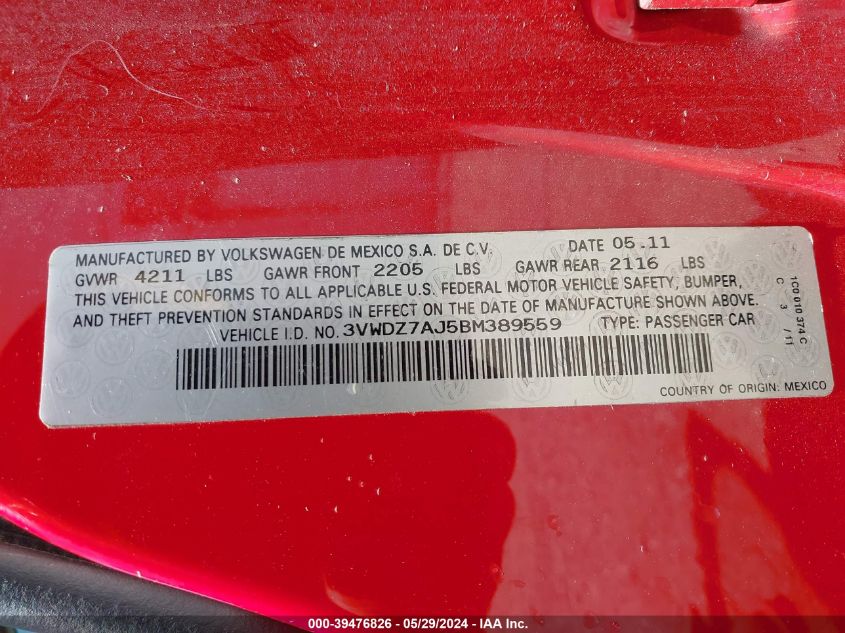 MANUFACTURED BY VOLKSWAGEN DE MEXICO S.A. DE C.V. DATE 05.11
GVWR 4211 LBS GAWR FRONT 2205 LBS GAWR REAR 2116 LBS
THIS VEHICLE CONFORMS TO ALL APPLICABLE U.S. FEDERAL MOTOR VEHICLE SAFETY, BUMPER,
AND THEFT PREVENTION STANDARDS IN EFFECT ON THE DATE OF MANUFACTURE SHOWN ABOVE.
VEHICLE I.D. NO. 3VWDZ7AJ5BM389559 TYPE: PASSENGER CAR
COUNTRY OF ORIGIN: MEXICO
1C0 010 374 C
C 3 /11
000-39476826 / 05/29/2024 - IAA Inc.